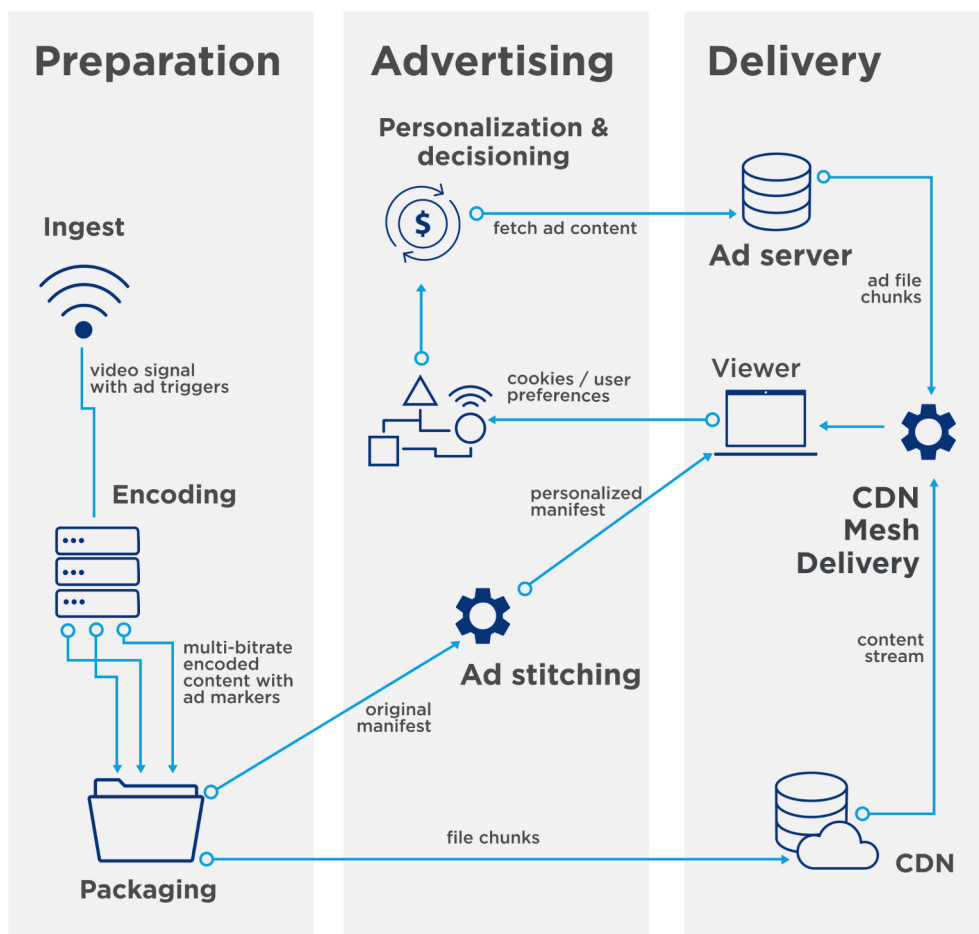 Preparation
Ingest
video signal
with ad triggers
Encoding
multi-bitrate
encoded
content with
ad markers
Packaging
Advertising
Personalization &
decisioning
$
fetch ad content
cookies / user
preferences
personalized
manifest
Ad stitching
original
manifest
file chunks
Delivery
Ad server
ad file
chunks
Viewer
CDN
Mesh
Delivery
content
stream
CDN